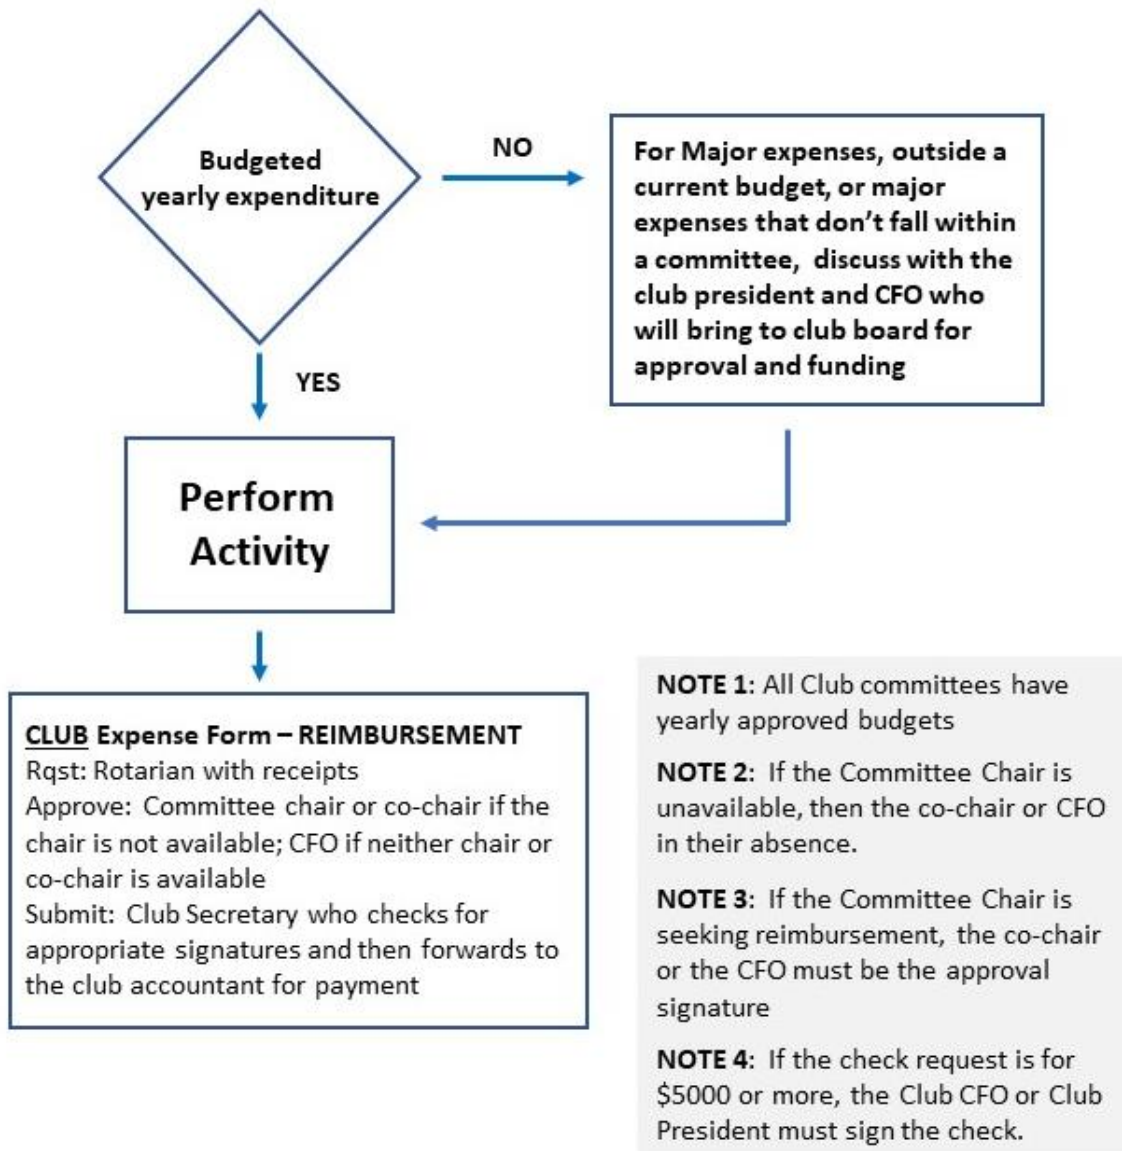 Budgeted
yearly expenditure
NO
For Major expenses, outside a
current budget, or major
expenses that don't fall within
a committee,  discuss with the
club president and CFO who
will bring to club board for
approval and funding
YES
Perform
Activity
CLUB Expense Form – REIMBURSEMENT
Rqst: Rotarian with receipts
Approve: Committee chair or co-chair if the
chair is not available; CFO if neither chair or
co-chair is available
Submit: Club Secretary who checks for
appropriate signatures and then forwards to
the club accountant for payment
NOTE 1: All Club committees have
yearly approved budgets
NOTE 2: If the Committee Chair is
unavailable, then the co-chair or CFO
in their absence.
NOTE 3: If the Committee Chair is
seeking reimbursement, the co-chair
or the CFO must be the approval
signature
NOTE 4: If the check request is for
$5000 or more, the Club CFO or Club
President must sign the check.